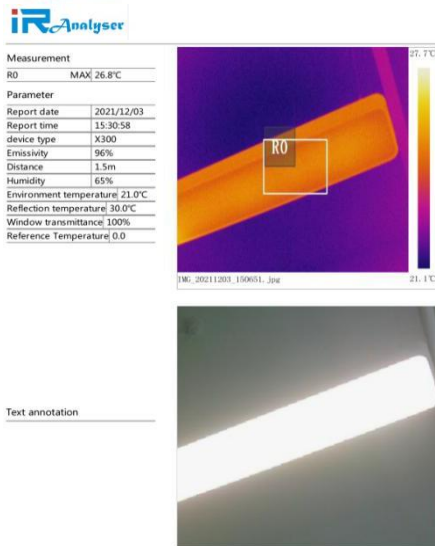 iR Analyser
Measurement
R0 MAX 26.8℃
Parameter
Report date 2021/12/03
Report time 15:30:58
device type X300
Emissivity 96%
Distance 1.5m
Humidity 65%
Environment temperature 21.0℃
Reflection temperature 30.0℃
Window transmittance 100%
Reference Temperature 0.0
27.7℃
R0
IMG_20211203_150651.jpg
21.1℃
Text annotation